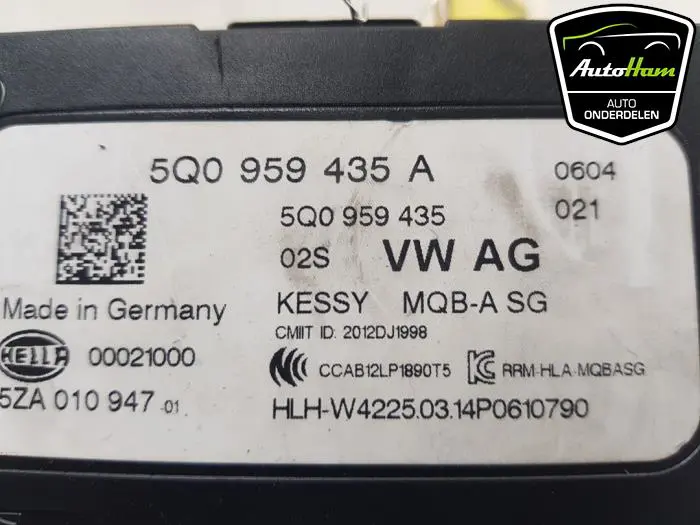 AutoHam
AUTO
ONDERDELEN
5Q0 959 435 A
0604
5Q0 959 435
021
02S VW AG
Made in Germany
KESSY MQB-A SG
CMIIT ID: 2012DJ1998
HELLA 00021000
CCAB12LP1890T5
RRM-HLA-MQBASG
5ZA 010 947 -01
HLH-W4225.03.14P0610790